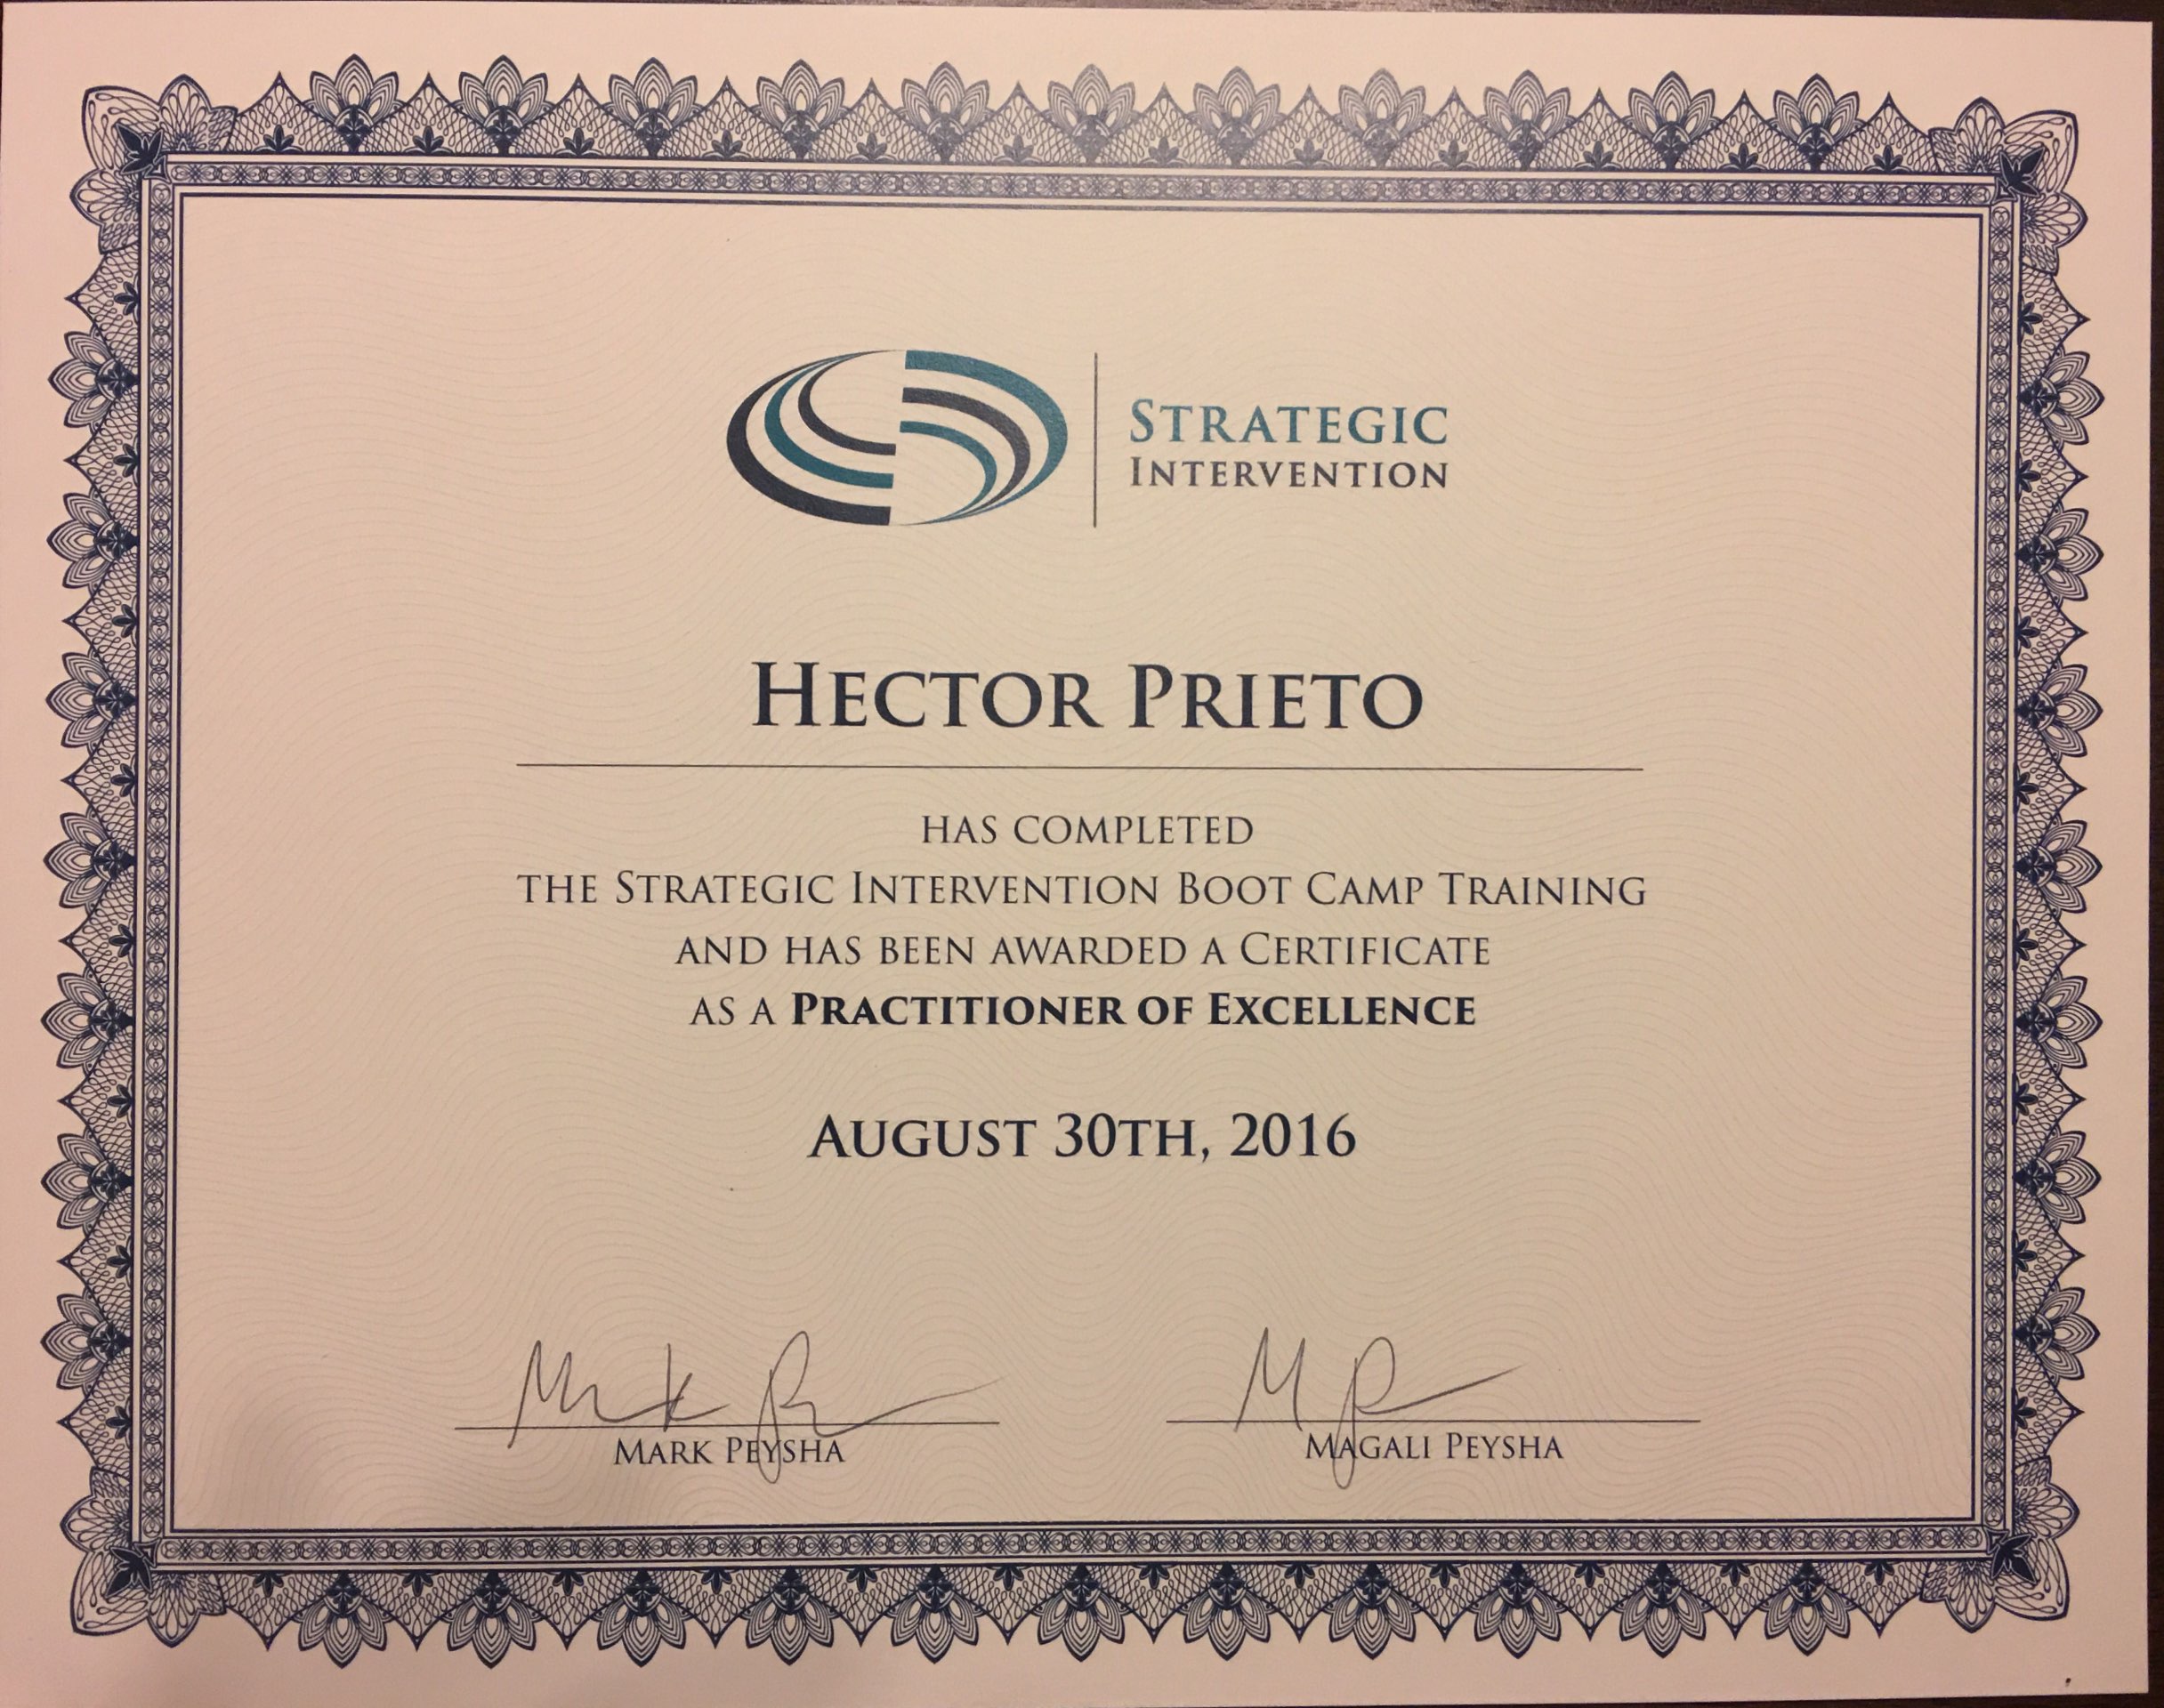 STRATEGIC
INTERVENTION
HECTOR PRIETO
HAS COMPLETED
THE STRATEGIC INTERVENTION BOOT CAMP TRAINING
AND HAS BEEN AWARDED A CERTIFICATE
AS A PRACTITIONER OF EXCELLENCE
AUGUST 30TH, 2016
MARK PEYSHA
MAGALI PEYSHA